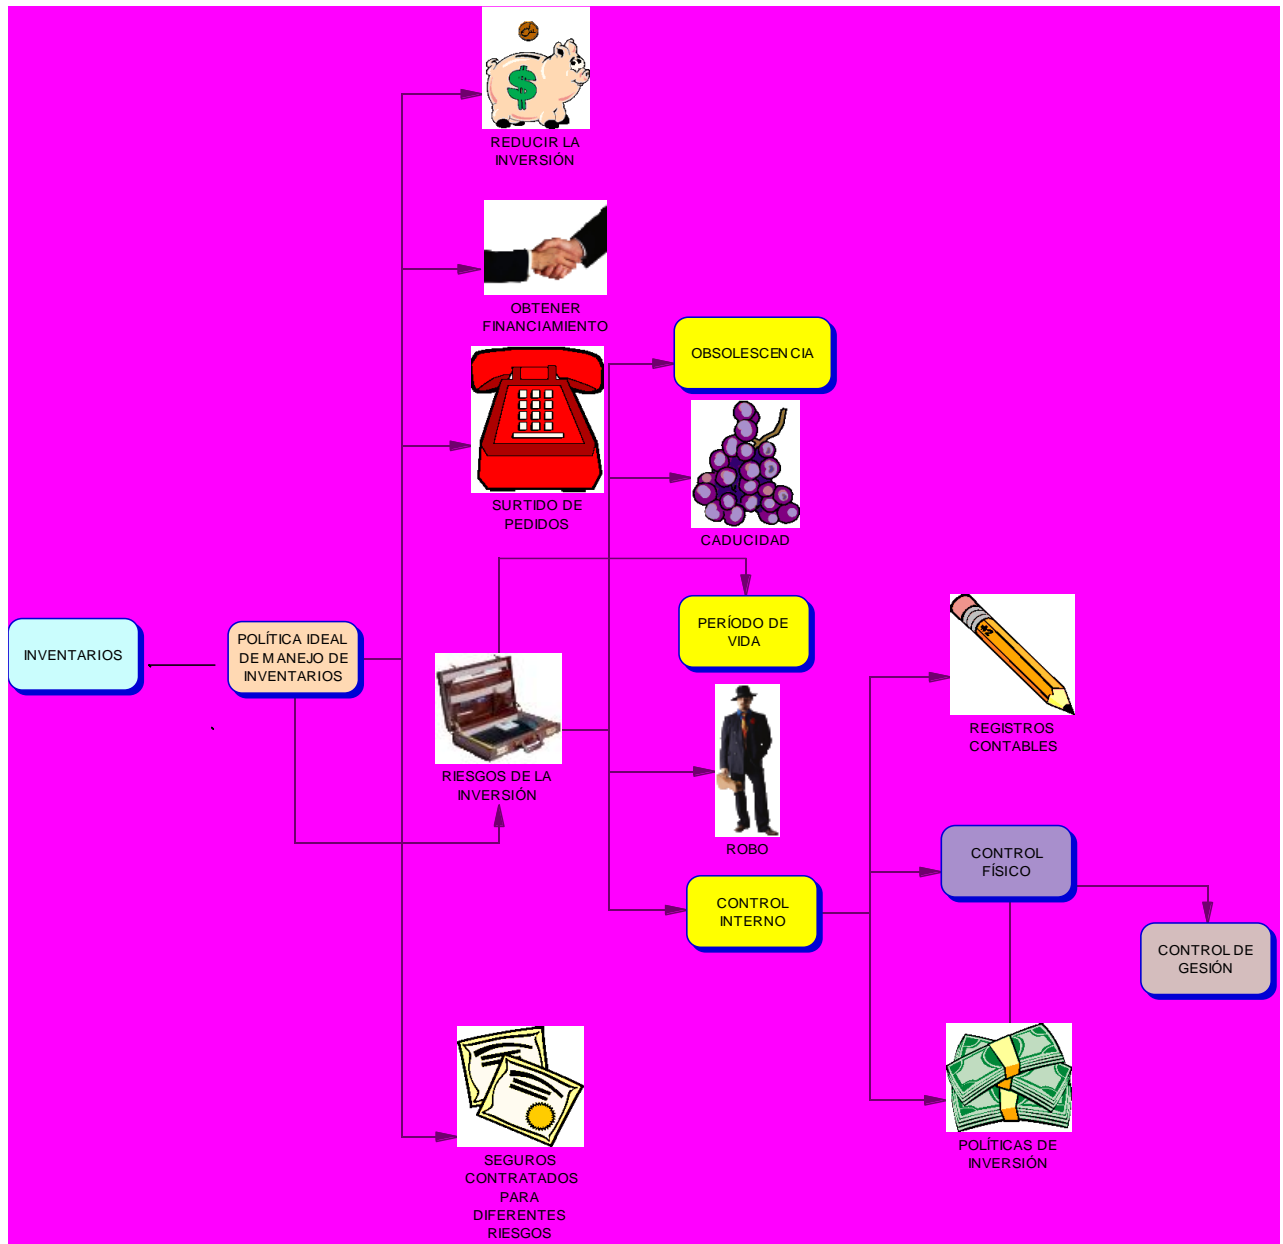 REDUCIR LA
INVERSIÓN
OBTENER
FINANCIAMIENTO
OBSOLESCENCIA
SURTIDO DE
PEDIDOS
CADUCIDAD
INVENTARIOS
POLÍTICA IDEAL
DE MANEJO DE
INVENTARIOS
PERÍODO DE
VIDA
RIESGOS DE LA
INVERSIÓN
REGISTROS
CONTABLES
ROBO
CONTROL
FÍSICO
CONTROL
INTERNO
CONTROL DE
GESIÓN
POLÍTICAS DE
INVERSIÓN
SEGUROS
CONTRATADOS
PARA
DIFERENTES
RIESGOS